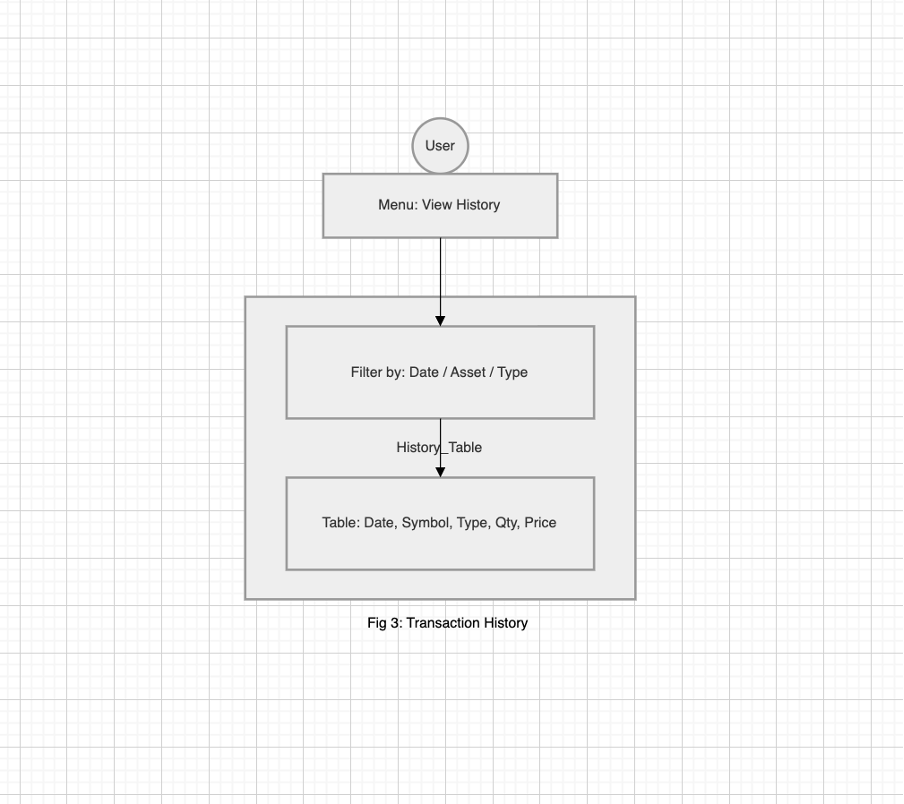 User
Menu: View History
Filter by: Date / Asset / Type
History_Table
Table: Date, Symbol, Type, Qty, Price
Fig 3: Transaction History